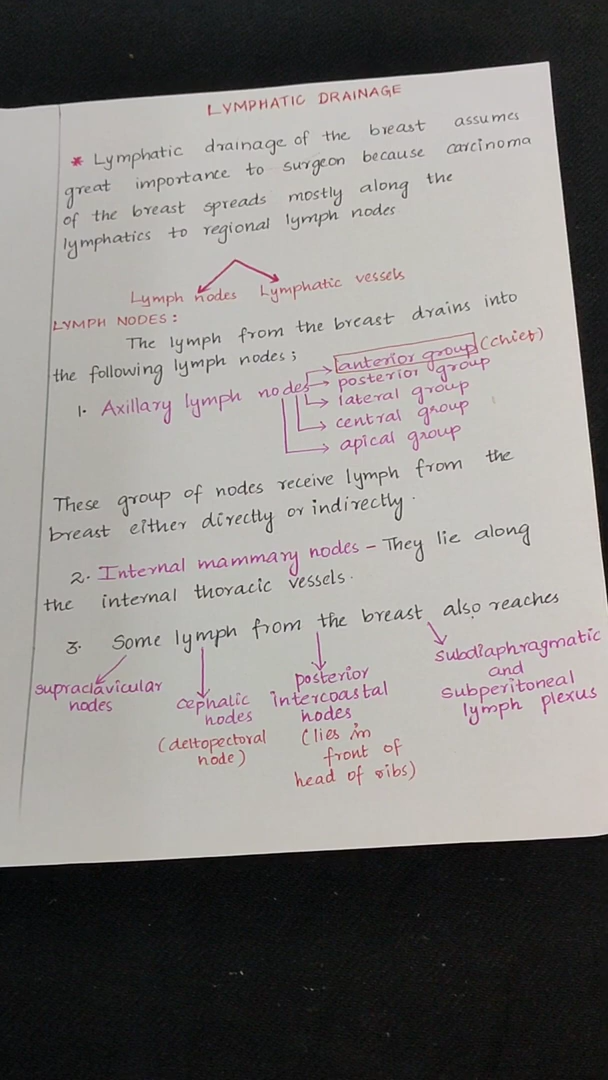 LYMPHATIC DRAINAGE
* Lymphatic drainage of the breast assumes
great importance to surgeon because carcinoma
of the breast spreads mostly along the
lymphatics to regional lymph nodes
Lymph nodes Lymphatic vessels
LYMPH NODES:
The lymph from the breast drains into
the following lymph nodes;
1. Axillary lymph nodes
anterior group (chief)
posterior group
lateral group
central group
apical group
These group of nodes receive lymph from the
breast either directly or indirectly.
2. Internal mammary nodes - They lie along
the internal thoracic vessels.
3. Some lymph from the breast also reaches
supraclavicular
nodes
cephalic
nodes
(deltopectoral
node)
posterior
intercoastal
nodes
(lies in
front of
head of ribs)
subdiaphragmatic
and
subperitoneal
lymph plexus